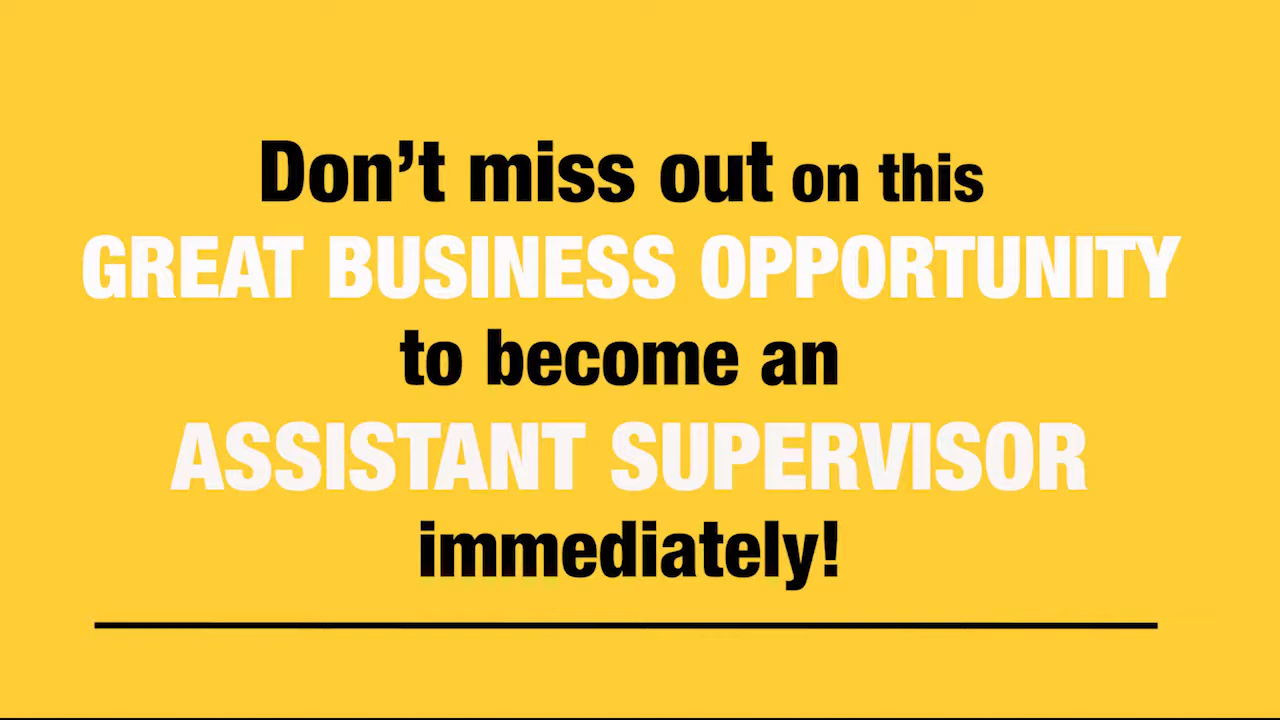 Don’t miss out on this
GREAT BUSINESS OPPORTUNITY
to become an
ASSISTANT SUPERVISOR
immediately!